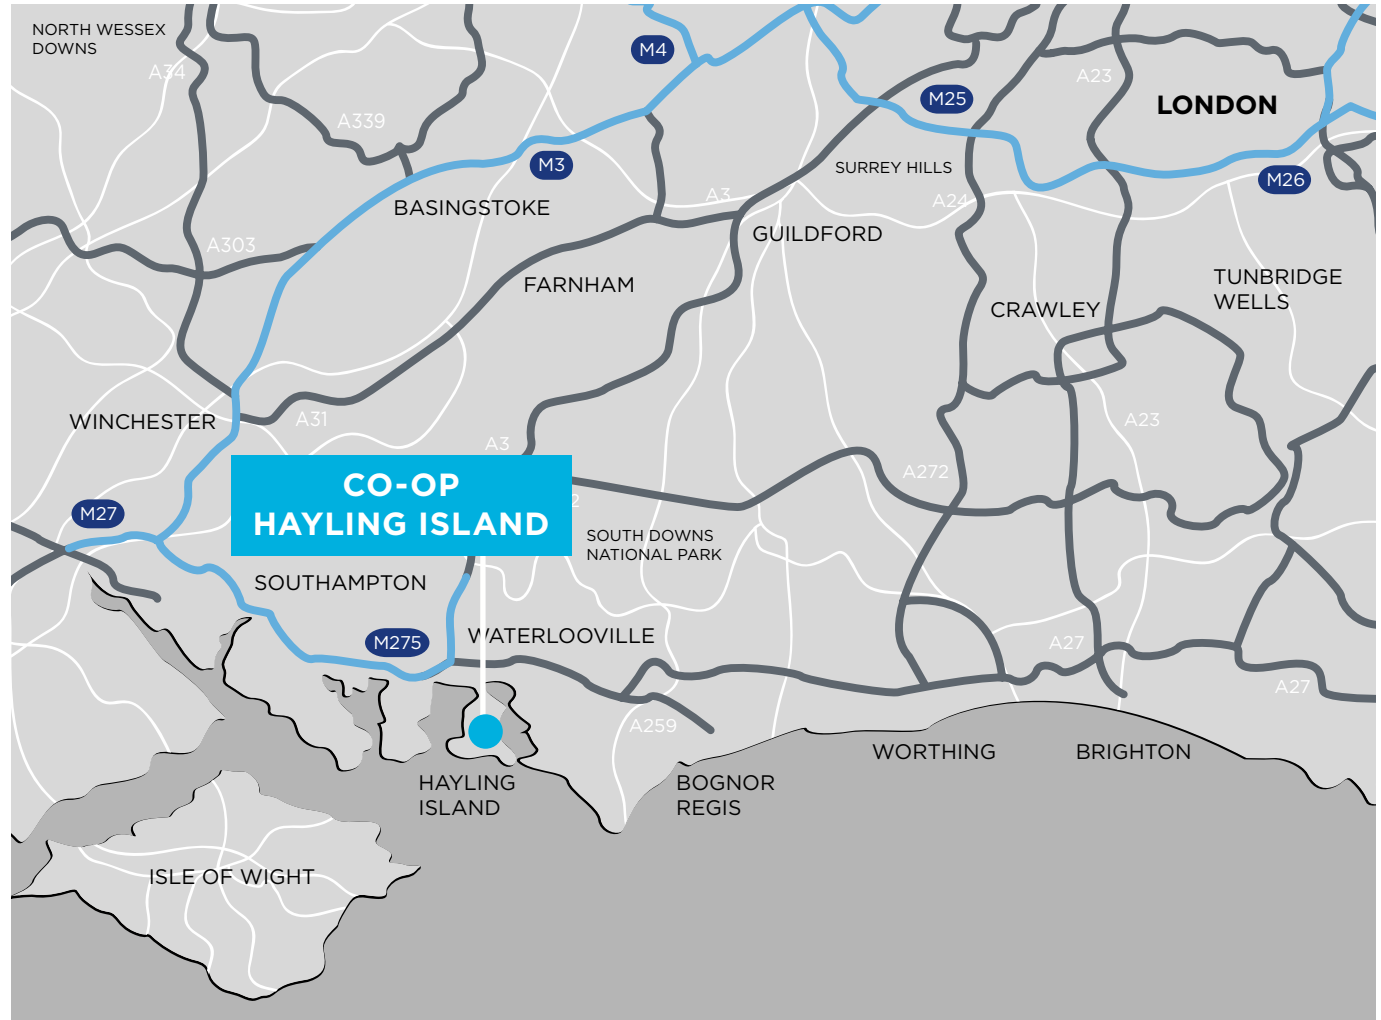 NORTH WESSEX
DOWNS
M4
A34
A23
M25
LONDON
A339
M3
SURREY HILLS
M26
A3
A24
BASINGSTOKE
GUILDFORD
A303
FARNHAM
TUNBRIDGE
WELLS
CRAWLEY
WINCHESTER
A31
A23
A3
A272
CO-OP
HAYLING ISLAND
2
M27
SOUTH DOWNS
NATIONAL PARK
SOUTHAMPTON
M275
WATERLOOVILLE
A27
A27
A259
WORTHING
BRIGHTON
HAYLING
ISLAND
BOGNOR
REGIS
ISLE OF WIGHT